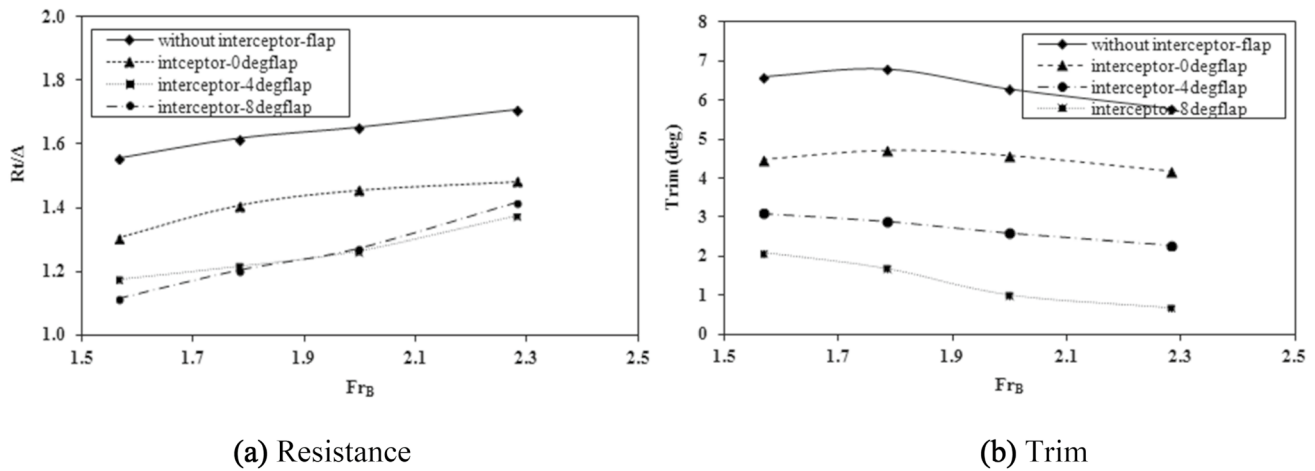 2.0
1.8
1.6
1.4
1.2
1.0
Rt/Δ
without interceptor-flap
intceptor-0degflap
interceptor-4degflap
interceptor-8degflap
1.5 1.7 1.9 2.1 2.3 2.5
FrB
(a) Resistance
8
7
6
5
4
3
2
1
0
Trim (deg)
without interceptor-flap
interceptor-0degflap
interceptor-4degflap
interceptor-8degflap
1.5 1.7 1.9 2.1 2.3 2.5
FrB
(b) Trim